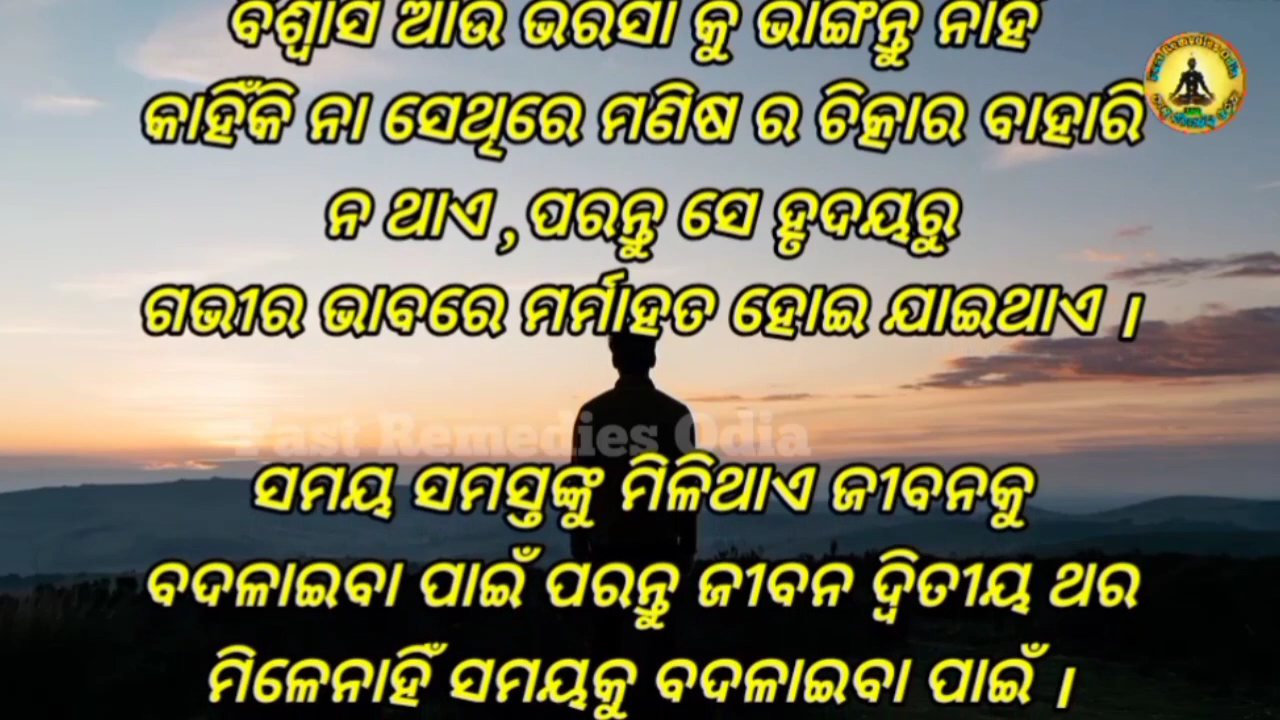 ବିଶ୍ୱାସ ଆଉ ଭରସା କୁ ଭାଙ୍ଗନ୍ତୁ ନାହିଁ
କାହିଁକି ନା ସେଥିରେ ମଣିଷ ର ଚିତ୍କାର ବାହାରି
ନ ଥାଏ , ପରନ୍ତୁ ସେ ହୃଦୟରୁ
ଗଭୀର ଭାବରେ ମର୍ମାହତ ହୋଇ ଯାଇଥାଏ ।
Fast Remedies Odia
ସମୟ ସମସ୍ତଙ୍କୁ ମିଳିଥାଏ ଜୀବନକୁ
ବଦଳାଇବା ପାଇଁ ପରନ୍ତୁ ଜୀବନ ଦ୍ଵିତୀୟ ଥର
ମିଳେନାହିଁ ସମୟକୁ ବଦଳାଇବା ପାଇଁ ।